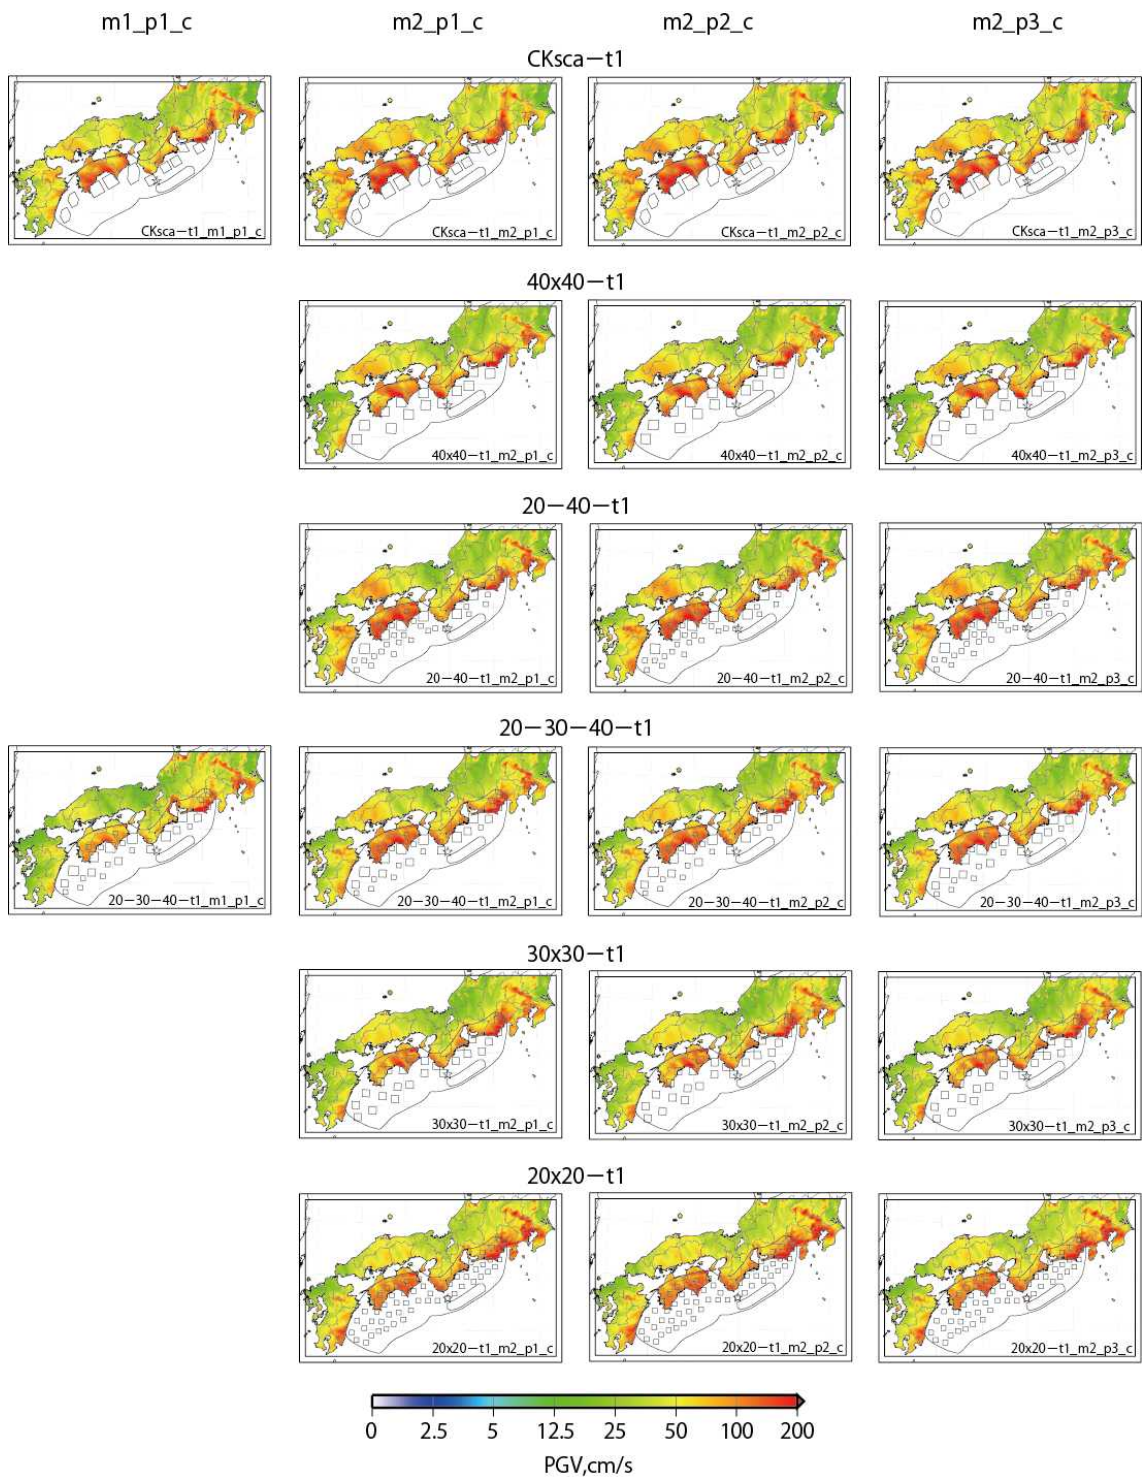 m1_p1_c m2_p1_c m2_p2_c m2_p3_c
CKsca−t1
CKsca−t1_m1_p1_c CKsca−t1_m2_p1_c CKsca−t1_m2_p2_c CKsca−t1_m2_p3_c
40x40−t1
40x40−t1_m2_p1_c 40x40−t1_m2_p2_c 40x40−t1_m2_p3_c
20−40−t1
20−40−t1_m2_p1_c 20−40−t1_m2_p2_c 20−40−t1_m2_p3_c
20−30−40−t1
20−30−40−t1_m1_p1_c 20−30−40−t1_m2_p1_c 20−30−40−t1_m2_p2_c 20−30−40−t1_m2_p3_c
30x30−t1
30x30−t1_m2_p1_c 30x30−t1_m2_p2_c 30x30−t1_m2_p3_c
20x20−t1
20x20−t1_m2_p1_c 20x20−t1_m2_p2_c 20x20−t1_m2_p3_c
0 2.5 5 12.5 25 50 100 200
PGV,cm/s